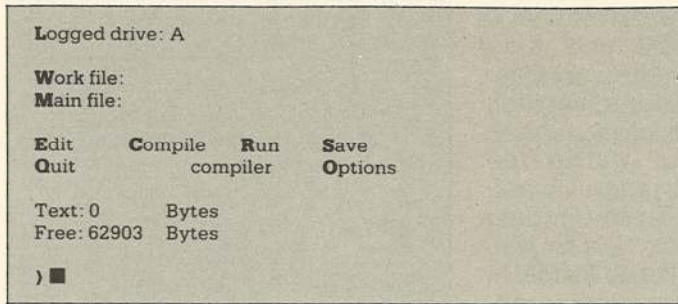 Logged drive: A
Work file:
Main file:
Edit Compile Run Save
Quit compiler Options
Text: 0 Bytes
Free: 62903 Bytes
)